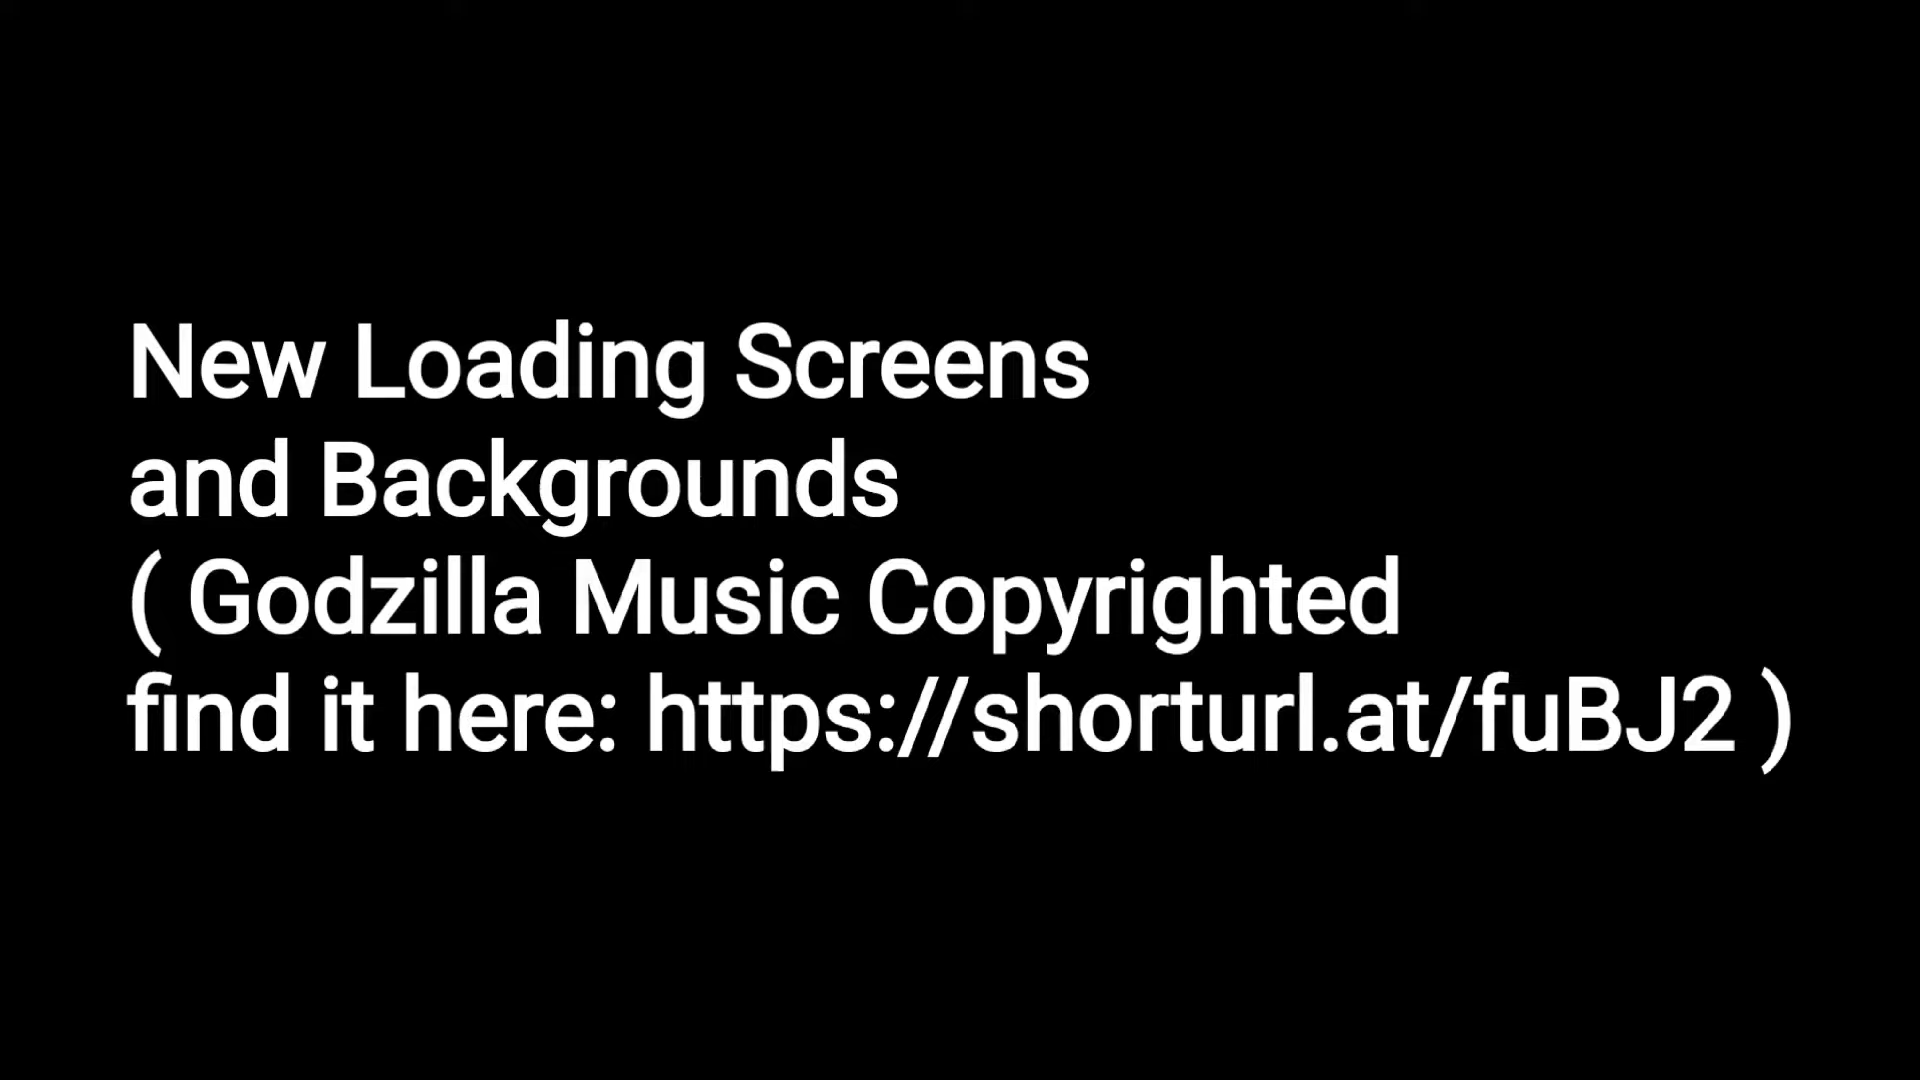 New Loading Screens
and Backgrounds
( Godzilla Music Copyrighted
find it here: https://shorturl.at/fuBJ2 )